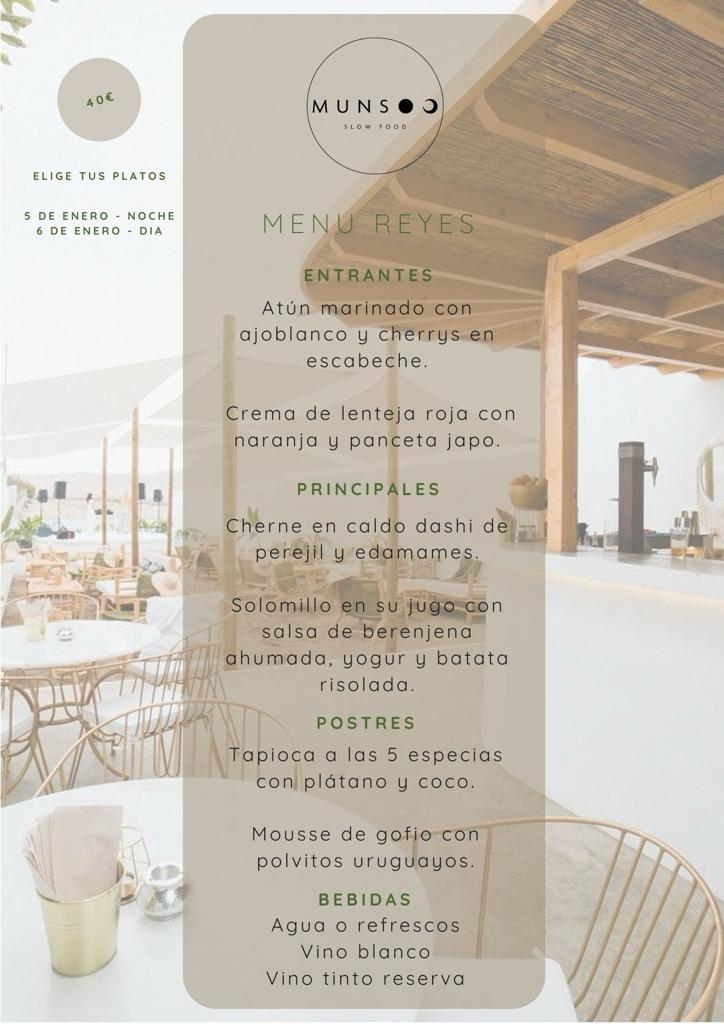 40€
ELIGE TUS PLATOS
5 DE ENERO - NOCHE
6 DE ENERO - DIA
MUNSOO
SLOW FOOD
MENU REYES
ENTRANTES
Atún marinado con
ajoblanco y cherrys en
escabeche.
Crema de lenteja roja con
naranja y panceta japo.
PRINCIPALES
Cherne en caldo dashi de
perejil y edamames.
Solomillo en su jugo con
salsa de berenjena
ahumada, yogur y batata
risolada.
POSTRES
Tapioca a las 5 especias
con plátano y coco.
Mousse de gofio con
polvitos uruguayos.
BEBIDAS
Agua o refrescos
Vino blanco
Vino tinto reserva